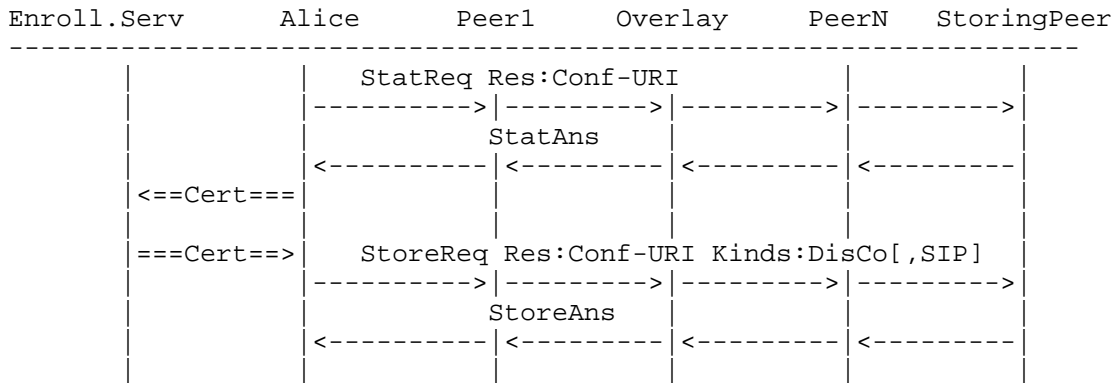 Enroll.Serv      Alice      Peer1      Overlay     PeerN   StoringPeer
-------------------------------------------------------------------
       |          |   StatReq Res:Conf-URI          |          |
       |          |---------->|--------->|--------->|--------->|
       |          |           StatAns    |          |          |
       |          |<----------|<---------|<---------|<---------|
       |<==Cert===|           |          |          |          |
       |          |           |          |          |          |
       |===Cert==>|   StoreReq Res:Conf-URI Kinds:DisCo[,SIP]  |
       |          |---------->|--------->|--------->|--------->|
       |          |           StoreAns   |          |          |
       |          |<----------|<---------|<---------|<---------|
       |          |           |          |          |          |